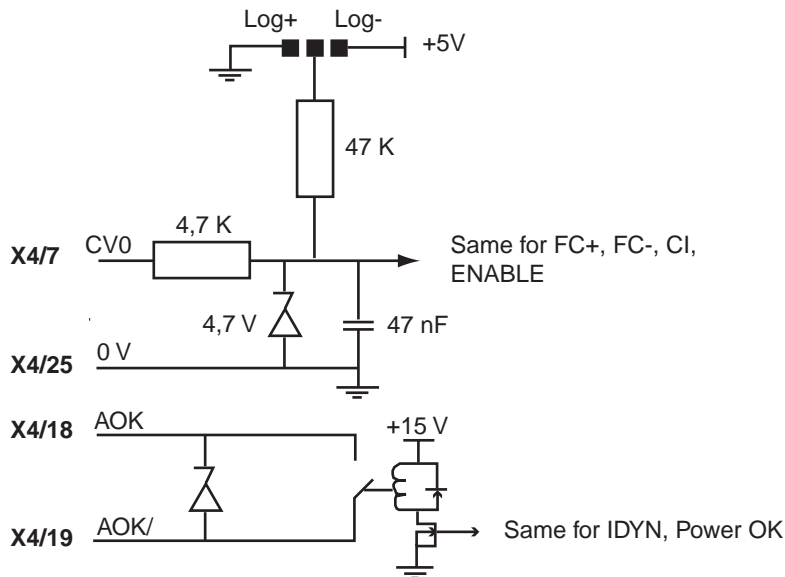 Log+ Log-
+5V
47 K
4,7 K
X4/7 CV0
Same for FC+, FC-, CI,
ENABLE
4,7 V 47 nF
X4/25 0 V
X4/18 AOK
+15 V
X4/19 AOK/
Same for IDYN, Power OK